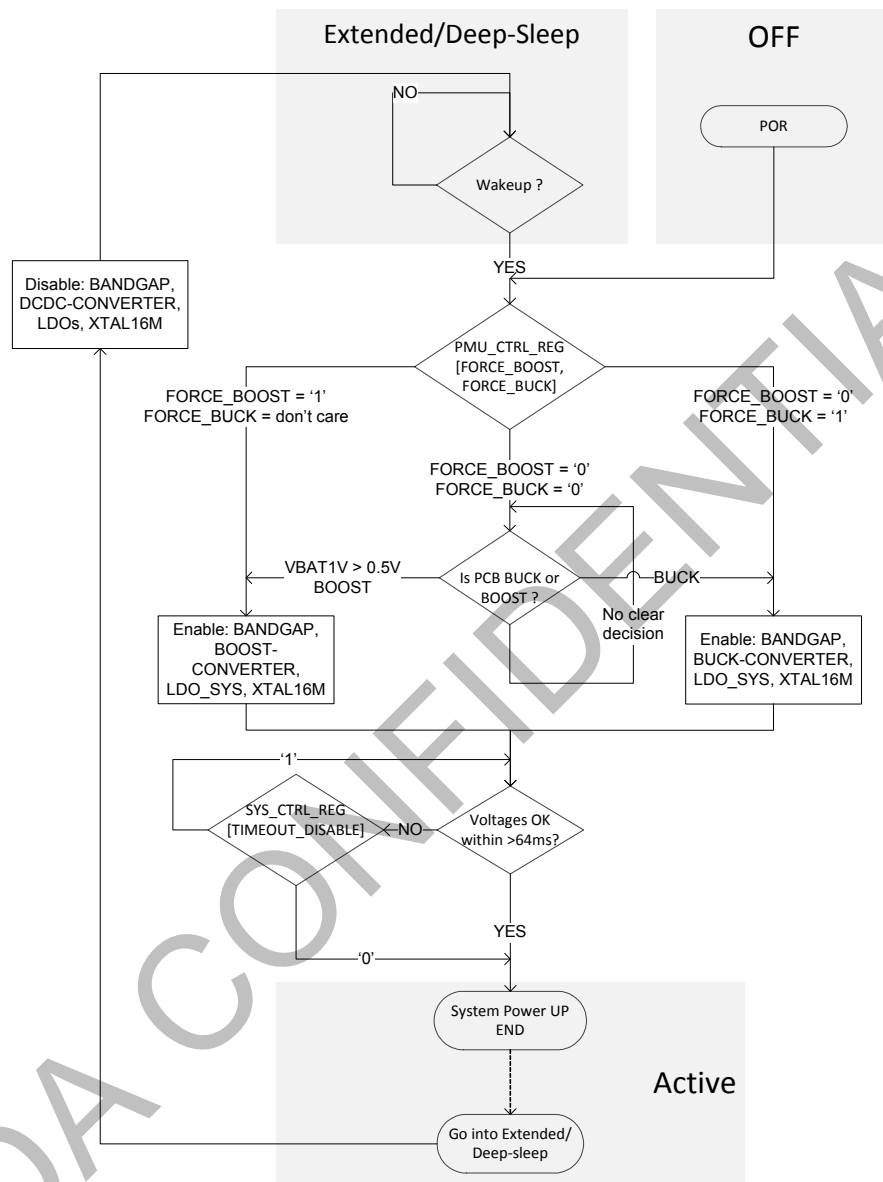 Extended/Deep-Sleep
OFF
NO
POR
Wakeup ?
YES
Disable: BANDGAP,
DCDC-CONVERTER,
LDOs, XTAL16M
PMU_CTRL_REG
[FORCE_BOOST,
FORCE_BUCK]
FORCE_BOOST = '1'
FORCE_BUCK = don't care
FORCE_BOOST = '0'
FORCE_BUCK = '1'
FORCE_BOOST = '0'
FORCE_BUCK = '0'
VBAT1V > 0.5V
BOOST
Is PCB BUCK or
BOOST ?
BUCK
No clear
decision
Enable: BANDGAP,
BOOST-
CONVERTER,
LDO_SYS, XTAL16M
Enable: BANDGAP,
BUCK-CONVERTER,
LDO_SYS, XTAL16M
'1'
SYS_CTRL_REG
[TIMEOUT_DISABLE]
NO
Voltages OK
within >64ms?
YES
'0'
System Power UP
END
Active
Go into Extended/
Deep-sleep
DA CONFIDENTIA